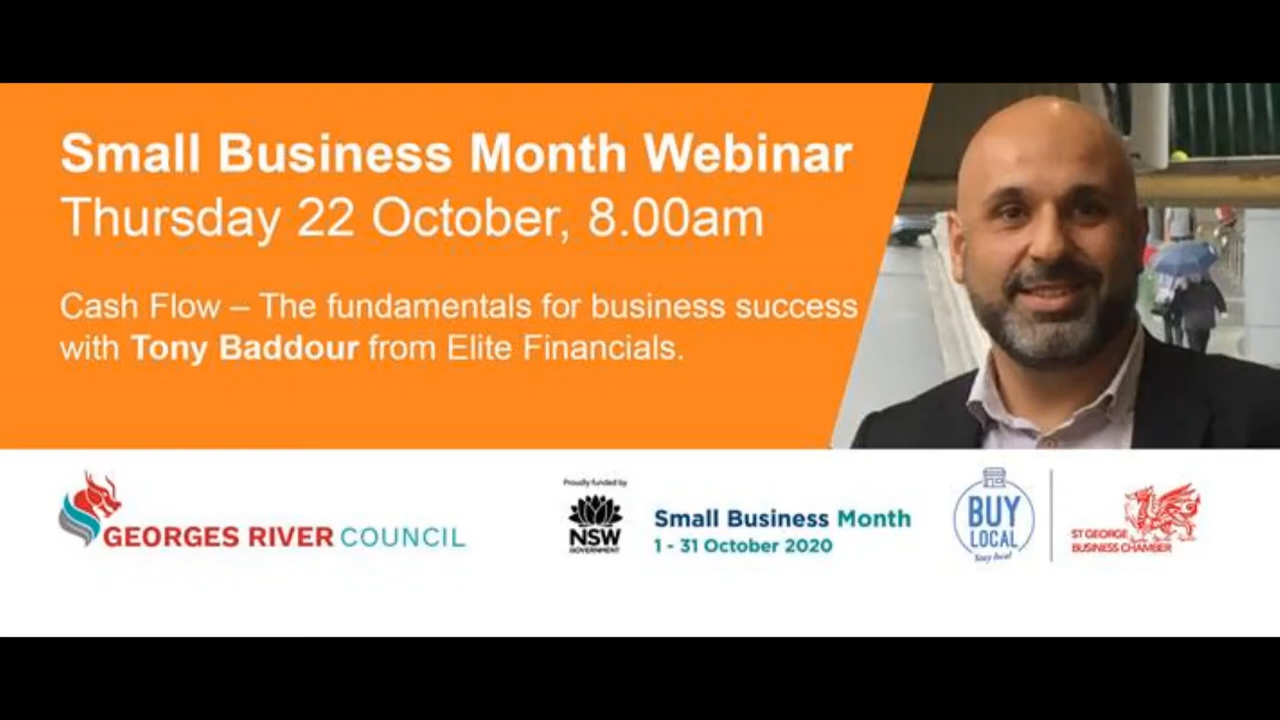 Small Business Month Webinar
Thursday 22 October, 8.00am
Cash Flow – The fundamentals for business success
with Tony Baddour from Elite Financials.
GEORGES RIVER COUNCIL
Proudly funded by
NSW
GOVERNMENT
Small Business Month
1 - 31 October 2020
BUY
LOCAL
Stay local
ST GEORGE
BUSINESS CHAMBER